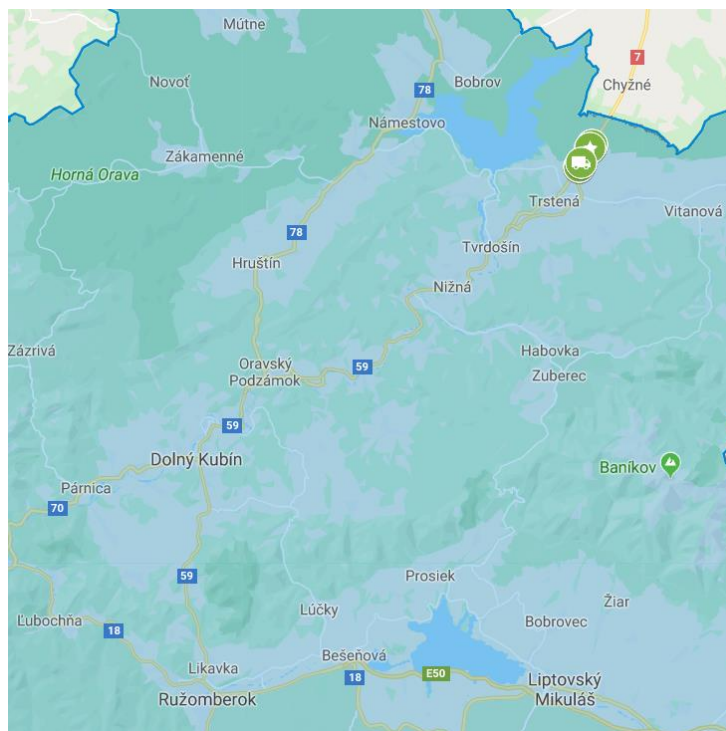 Mútne
7
Chyžné
Novoť
78
Bobrov
Námestovo
Zákamenné
Horná Orava
Trstená
Vitanová
78
Tvrdošín
Hruštín
Nižná
Zázrivá
Oravský
Podzámok
59
Habovka
Zuberec
59
Dolný Kubín
Baníkov
Párnica
70
59
Prosiek
Žiar
Lúčky
Bobrovec
Ľubochňa
18
Bešeňová
Likavka
18
E50
Ružomberok
Liptovský
Mikuláš